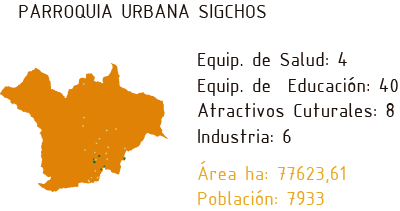 PARROQUIA URBANA SIGCHOS
Equip. de Salud: 4
Equip. de Educación: 40
Atractivos Cuturales: 8
Industria: 6
Área ha: 77623,61
Población: 7933